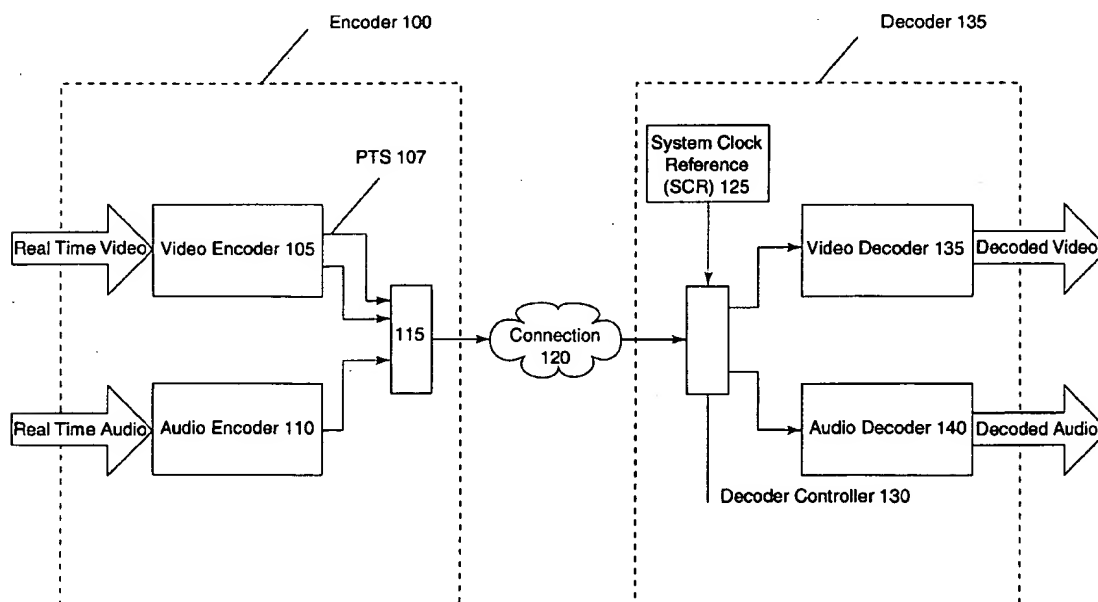 Encoder 100
Decoder 135
PTS 107
System Clock
Reference
(SCR) 125
Real Time Video
Video Encoder 105
115
Connection
120
Video Decoder 135
Decoded Video
Real Time Audio
Audio Encoder 110
Audio Decoder 140
Decoded Audio
Decoder Controller 130